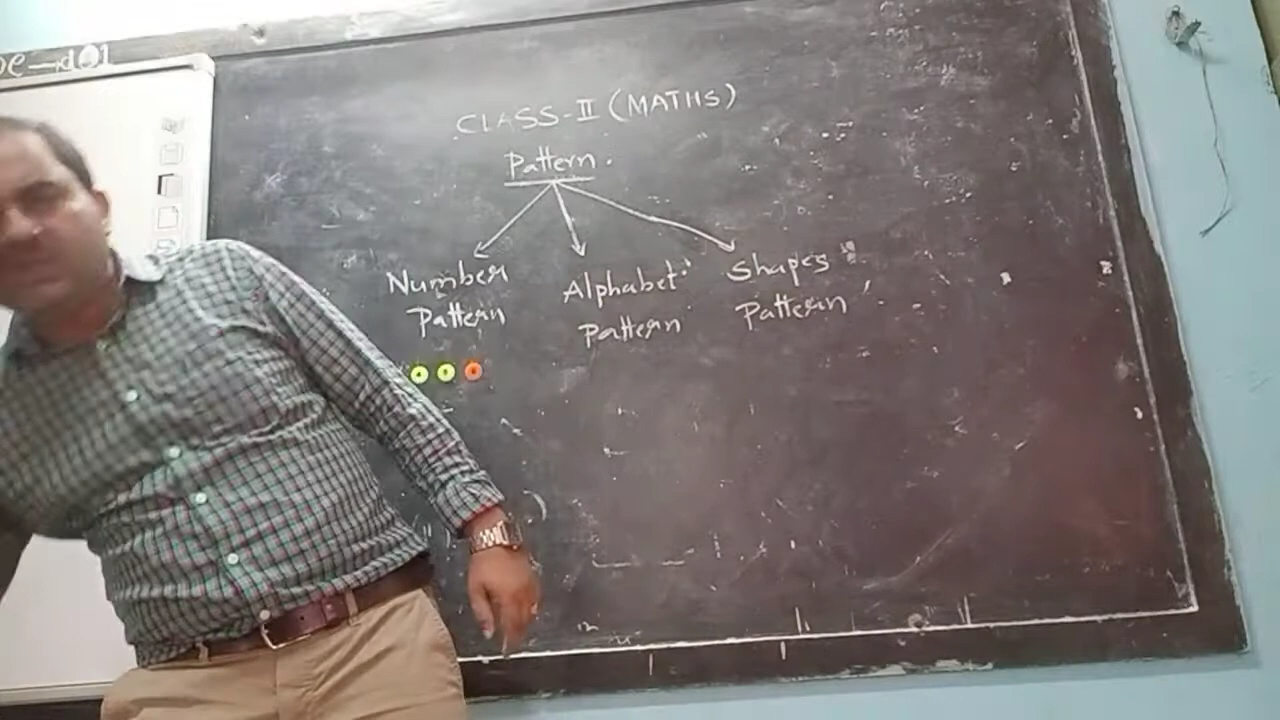 CLASS-II (MATHS)
Pattern.
Number
Pattern
Alphabet
Pattern
Shapes
Pattern